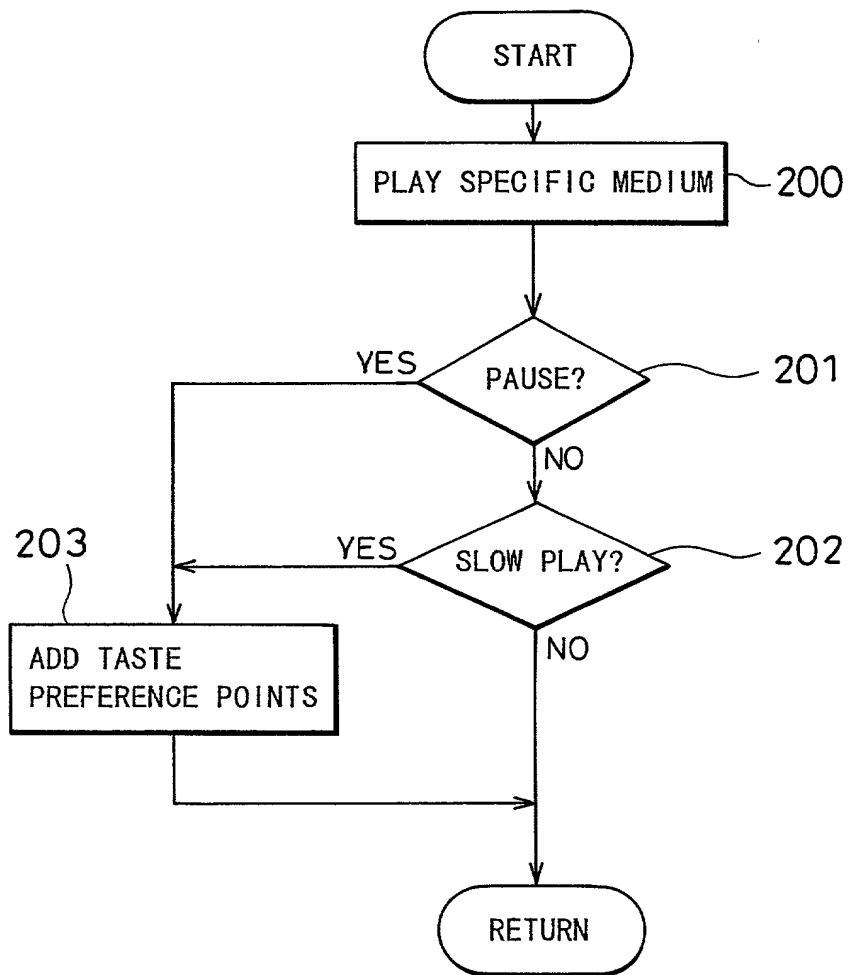 START
PLAY SPECIFIC MEDIUM
200
YES
PAUSE?
201
NO
203
YES
SLOW PLAY?
202
NO
ADD TASTE
PREFERENCE POINTS
RETURN